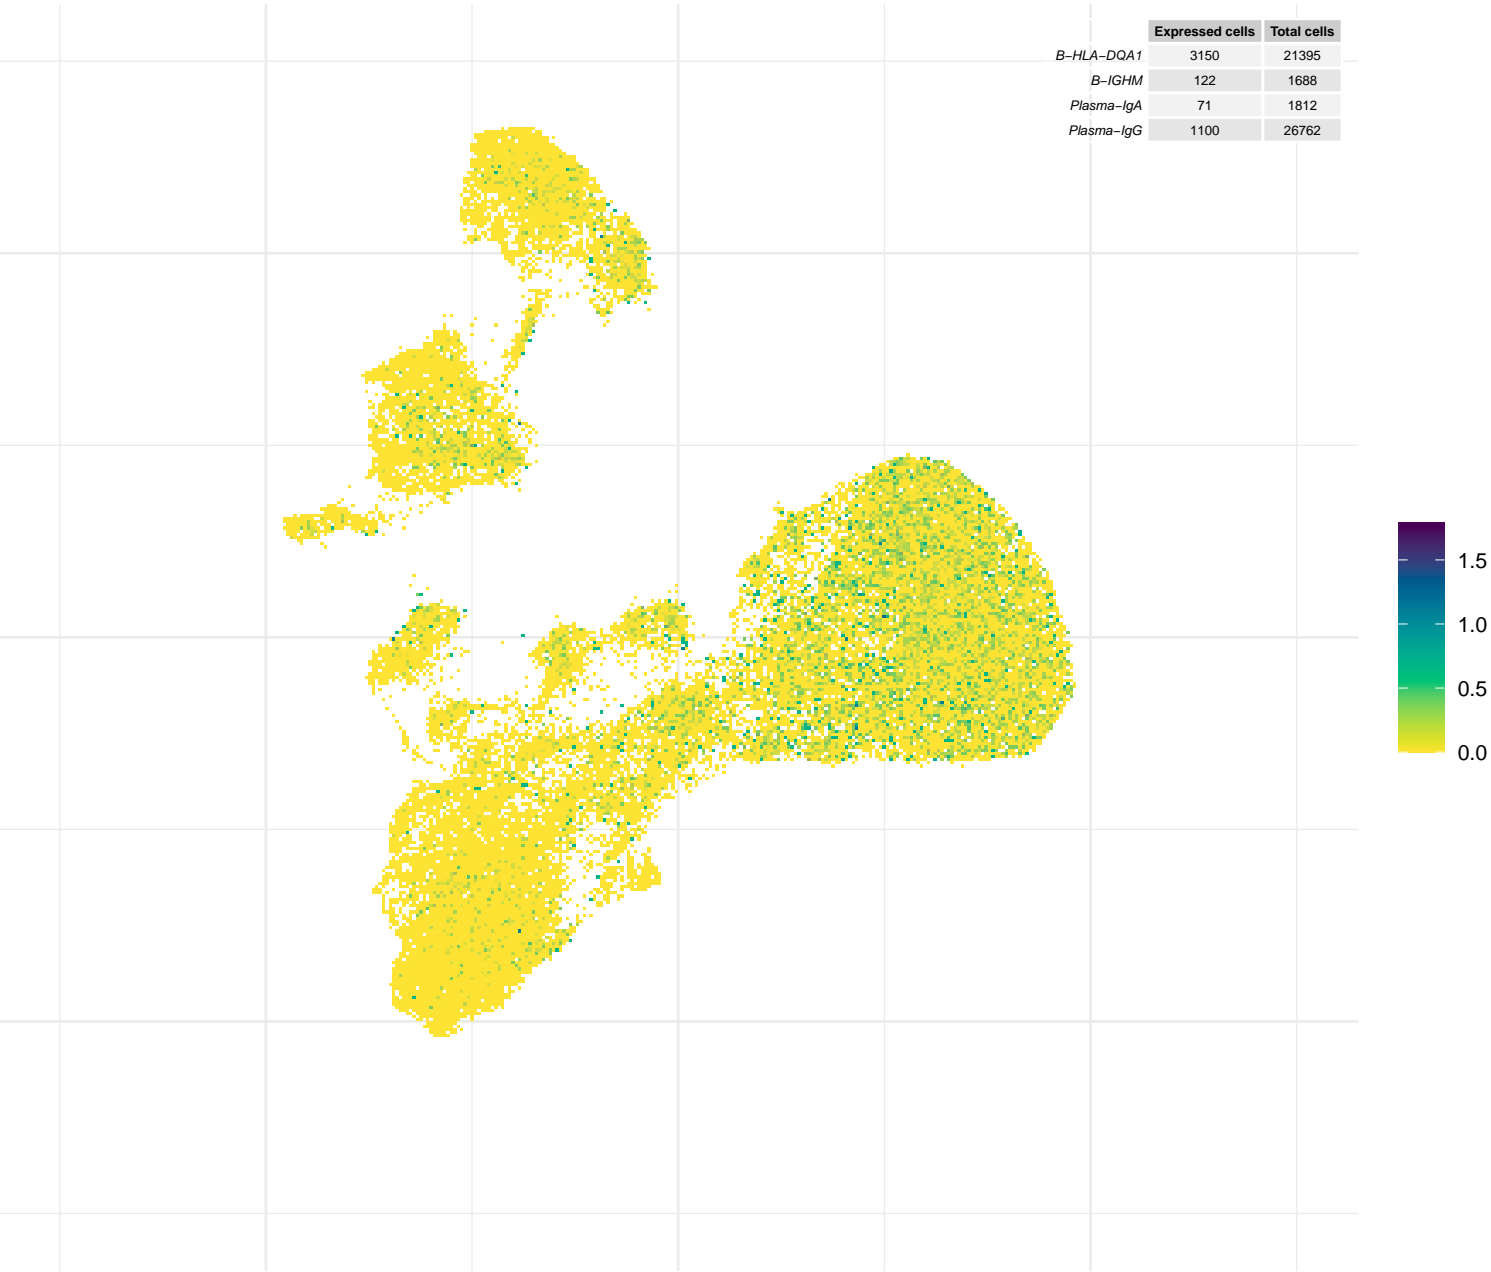 Expressed cells Total cells
B−HLA−DQA1 3150 21395
B−IGHM 122 1688
Plasma−IgA 71 1812
Plasma−IgG 1100 26762
1.5
1.0
0.5
0.0